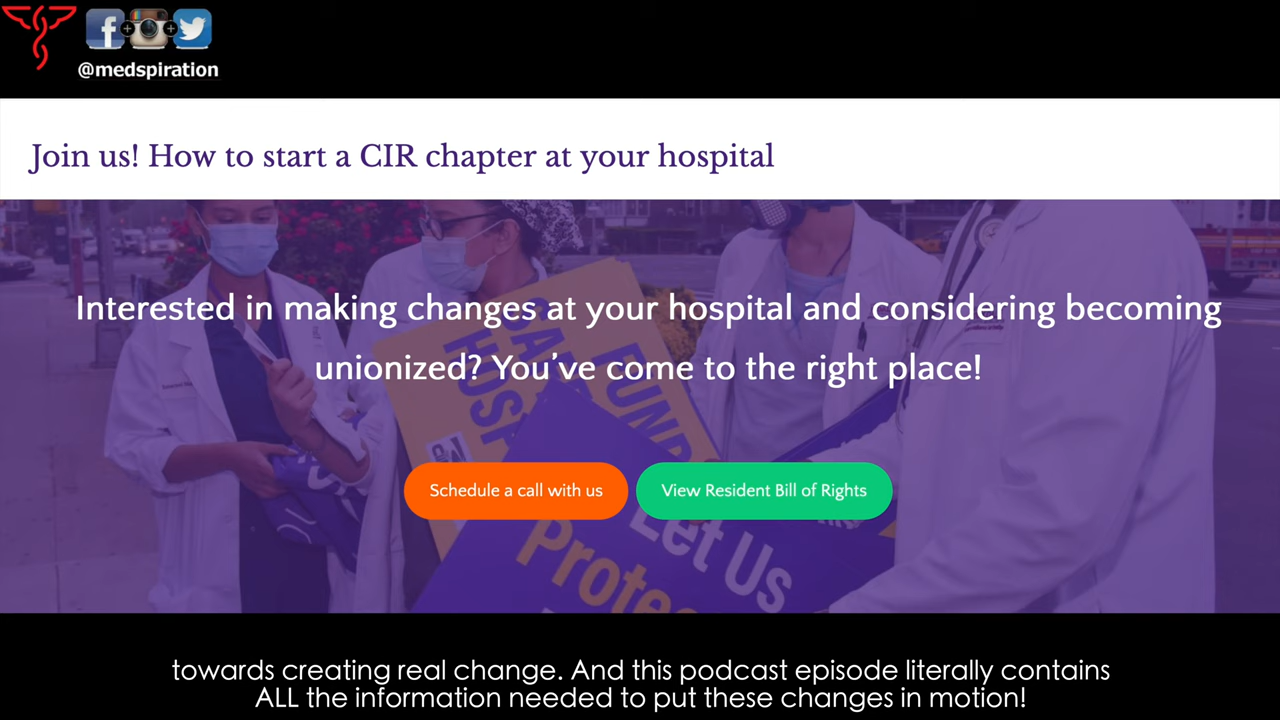 @medspiration
Join us! How to start a CIR chapter at your hospital
Interested in making changes at your hospital and considering becoming
unionized? You've come to the right place!
FUND
Schedule a call with us
View Resident Bill of Rights
Let Us
towards creating real change. And this podcast episode literally contains
ALL the information needed to put these changes in motion!